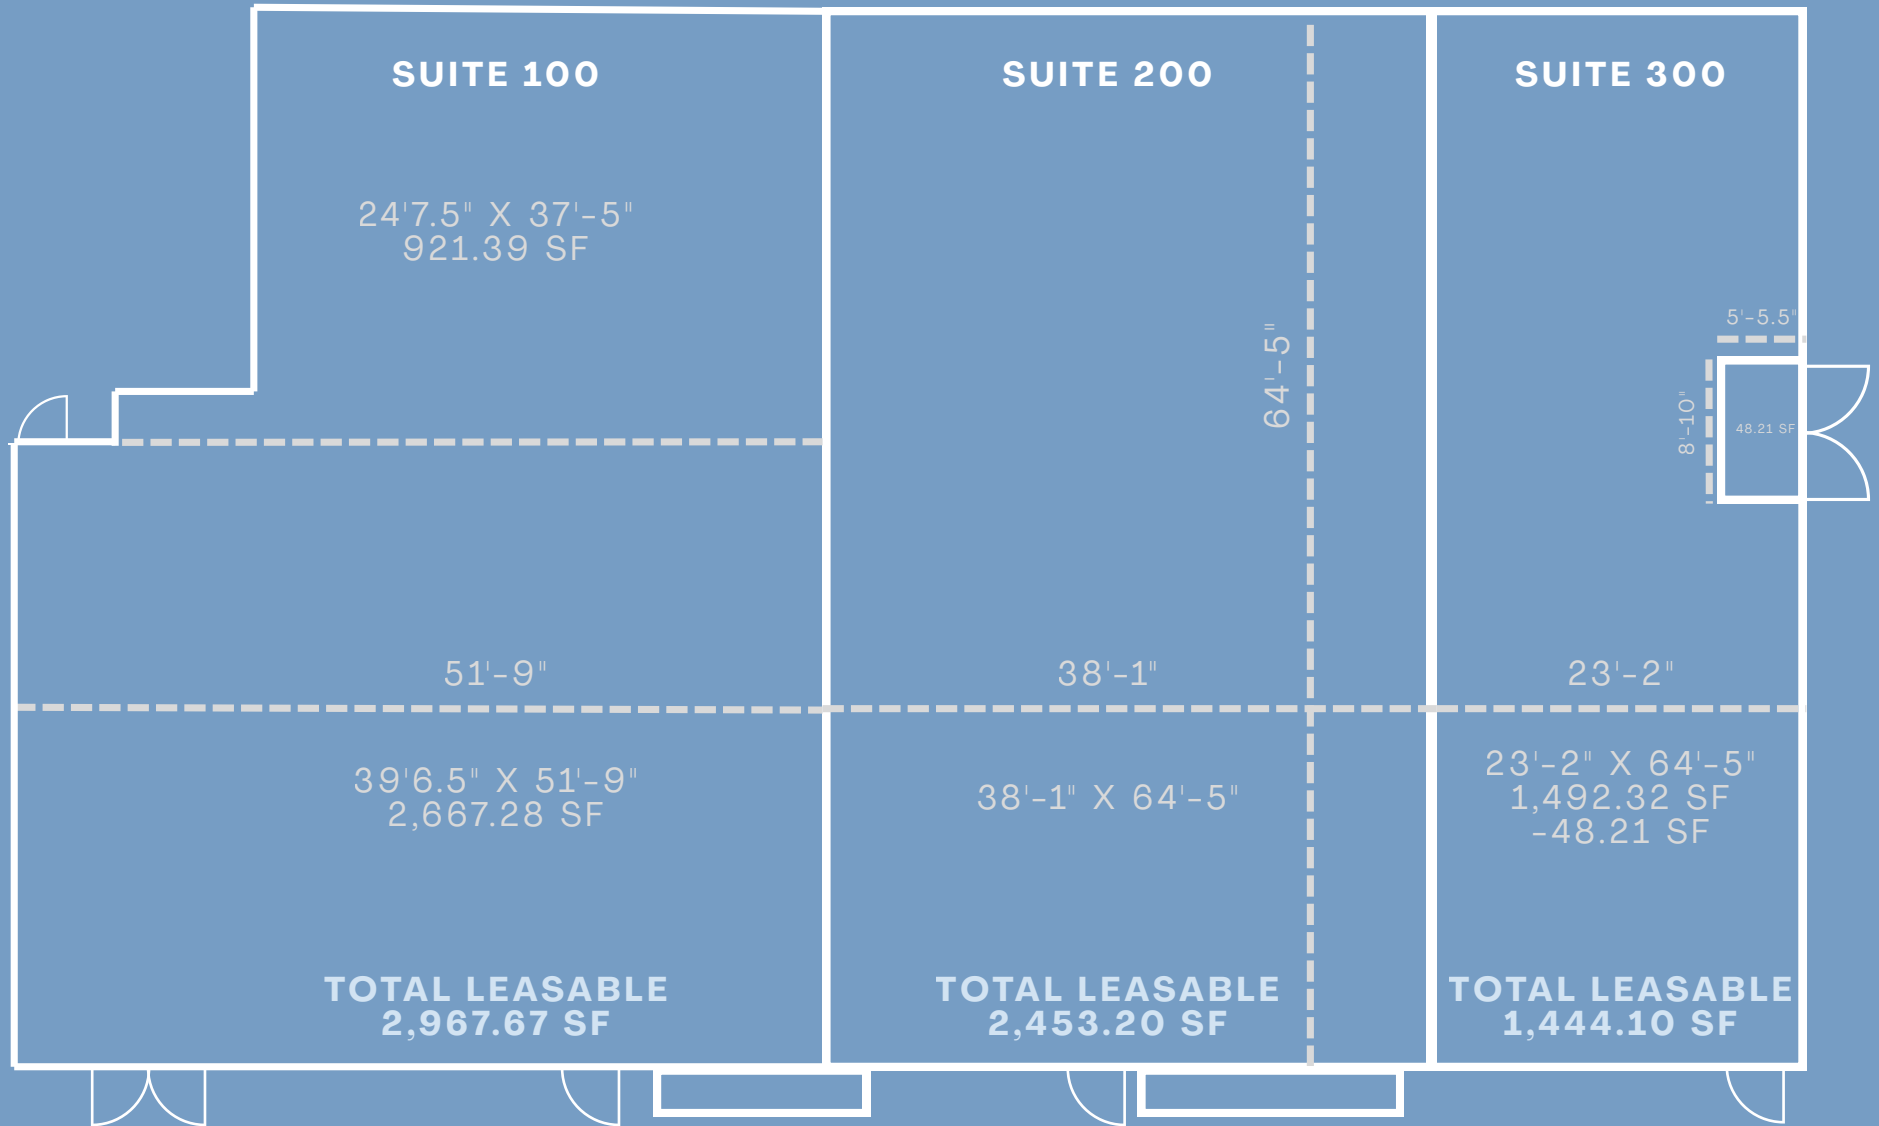 SUITE 100
24'7.5" X 37'-5"
921.39 SF
51'-9"
39'6.5" X 51'-9"
2,667.28 SF
TOTAL LEASABLE
2,967.67 SF
SUITE 200
64'-5"
38'-1"
38'-1" X 64'-5"
TOTAL LEASABLE
2,453.20 SF
SUITE 300
5'-5.5"
8'-10"
48.21 SF
23'-2"
23'-2" X 64'-5"
1,492.32 SF
-48.21 SF
TOTAL LEASABLE
1,444.10 SF